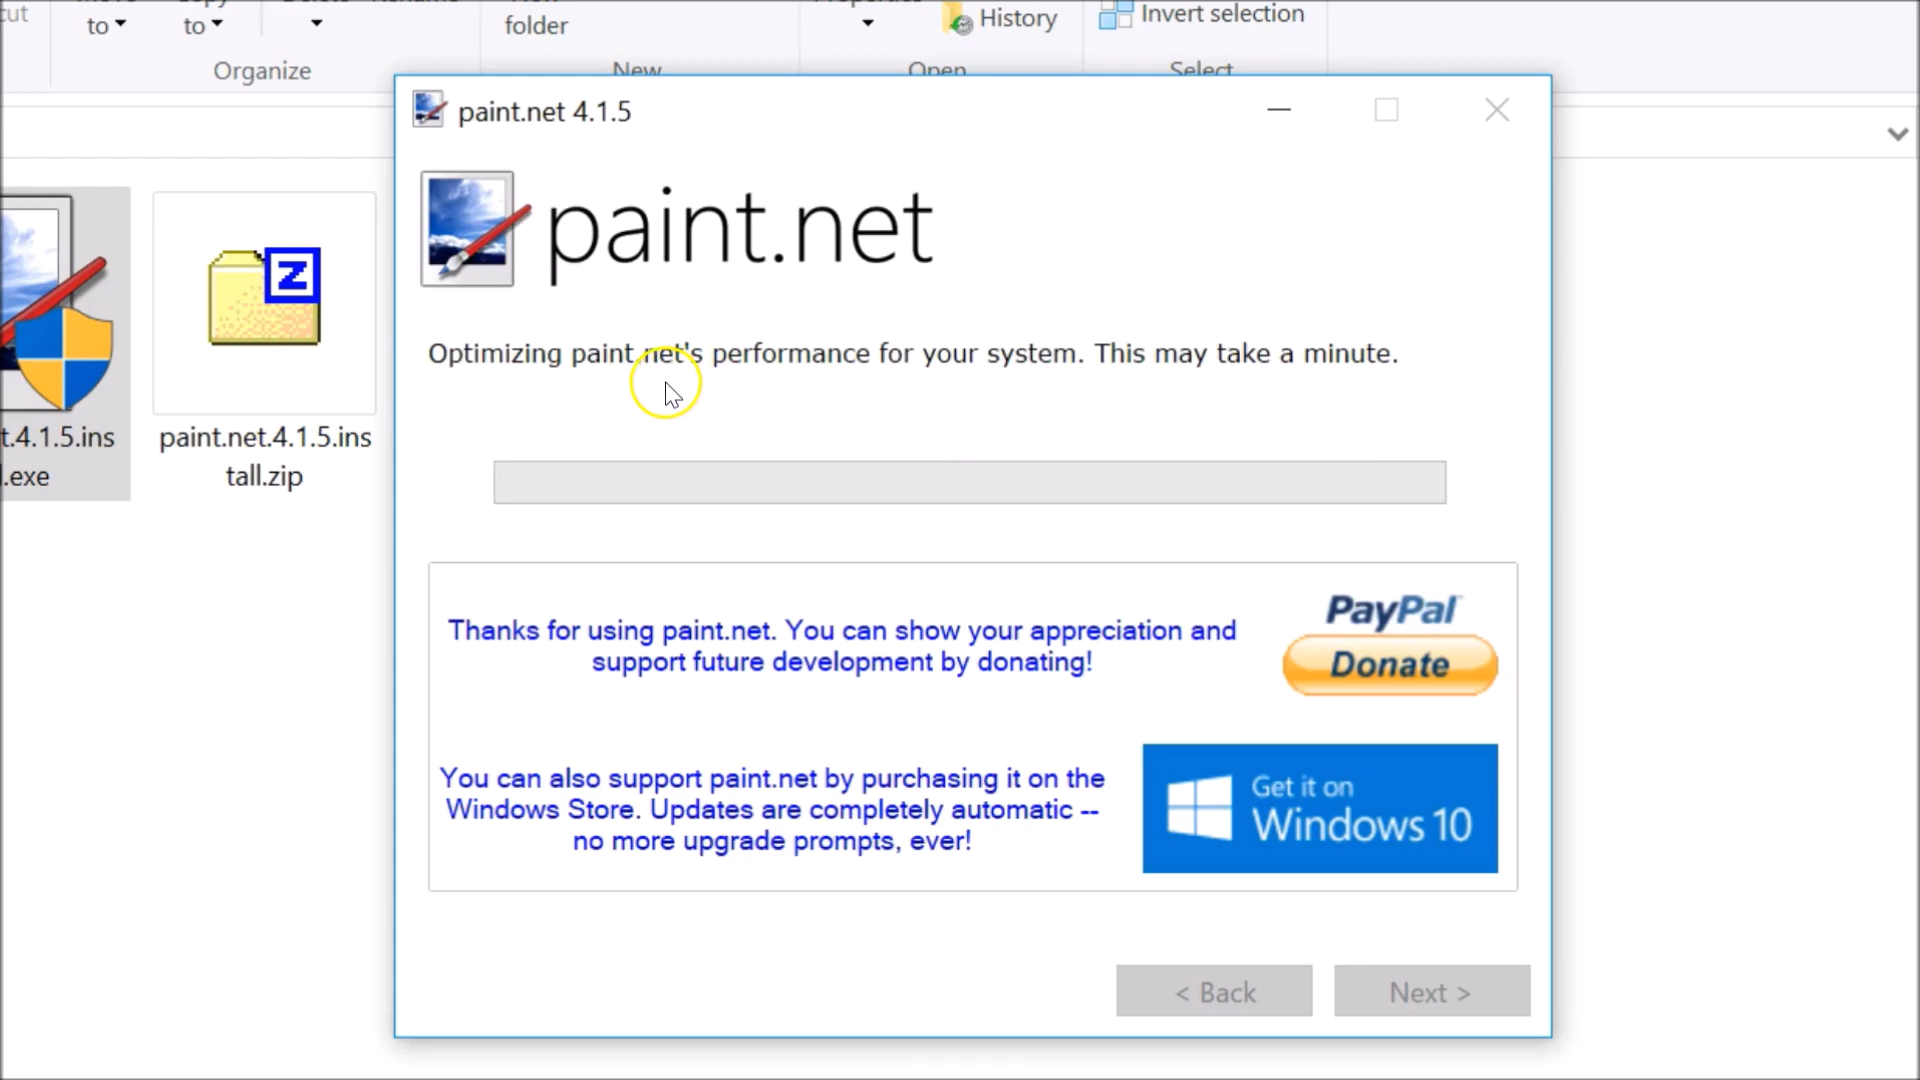 cut
to
to
folder
History
Invert selection
Organize
New
Open
Select
paint.net 4.1.5
paint.net
t.4.1.5.ins
l.exe
Z
paint.net.4.1.5.ins
tall.zip
Optimizing paint.net's performance for your system. This may take a minute.
Thanks for using paint.net. You can show your appreciation and
support future development by donating!
PayPal
Donate
You can also support paint.net by purchasing it on the
Windows Store. Updates are completely automatic --
no more upgrade prompts, ever!
Get it on
Windows 10
< Back
Next >